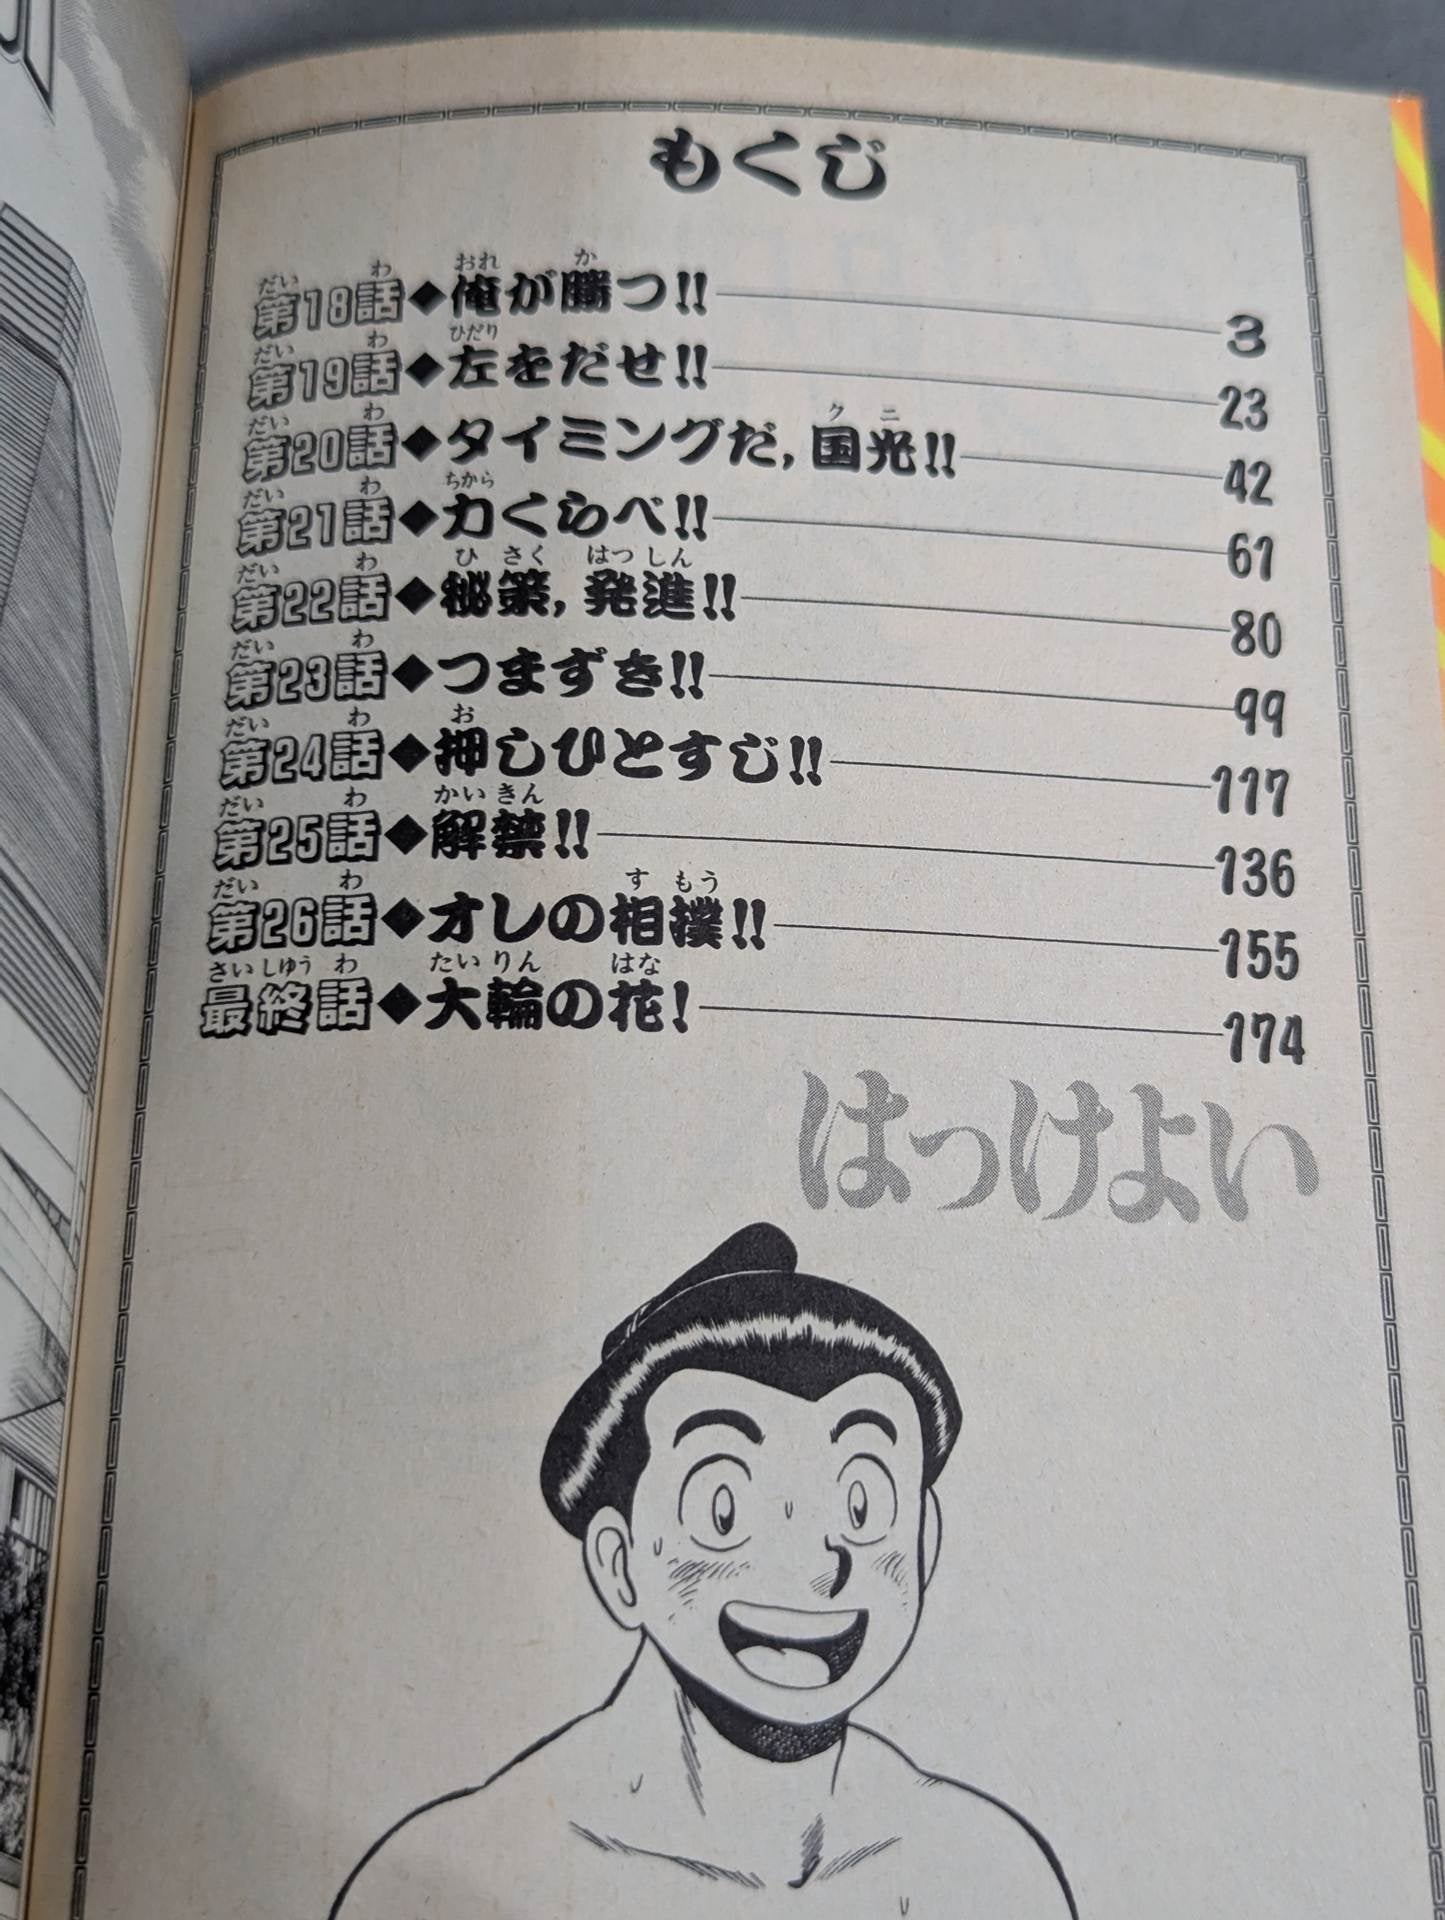 もくじ
第18話◆俺が勝つ!! 3
第19話◆左をだせ!! 23
第20話◆タイミングだ,国光!! 42
第21話◆力くらべ!! 61
第22話◆秘策,発進!! 80
第23話◆つまずき!! 99
第24話◆押しひとすじ!! 117
第25話◆解禁!! 136
第26話◆オレの相撲!! 155
最終話◆大輪の花! 174
はっけよい